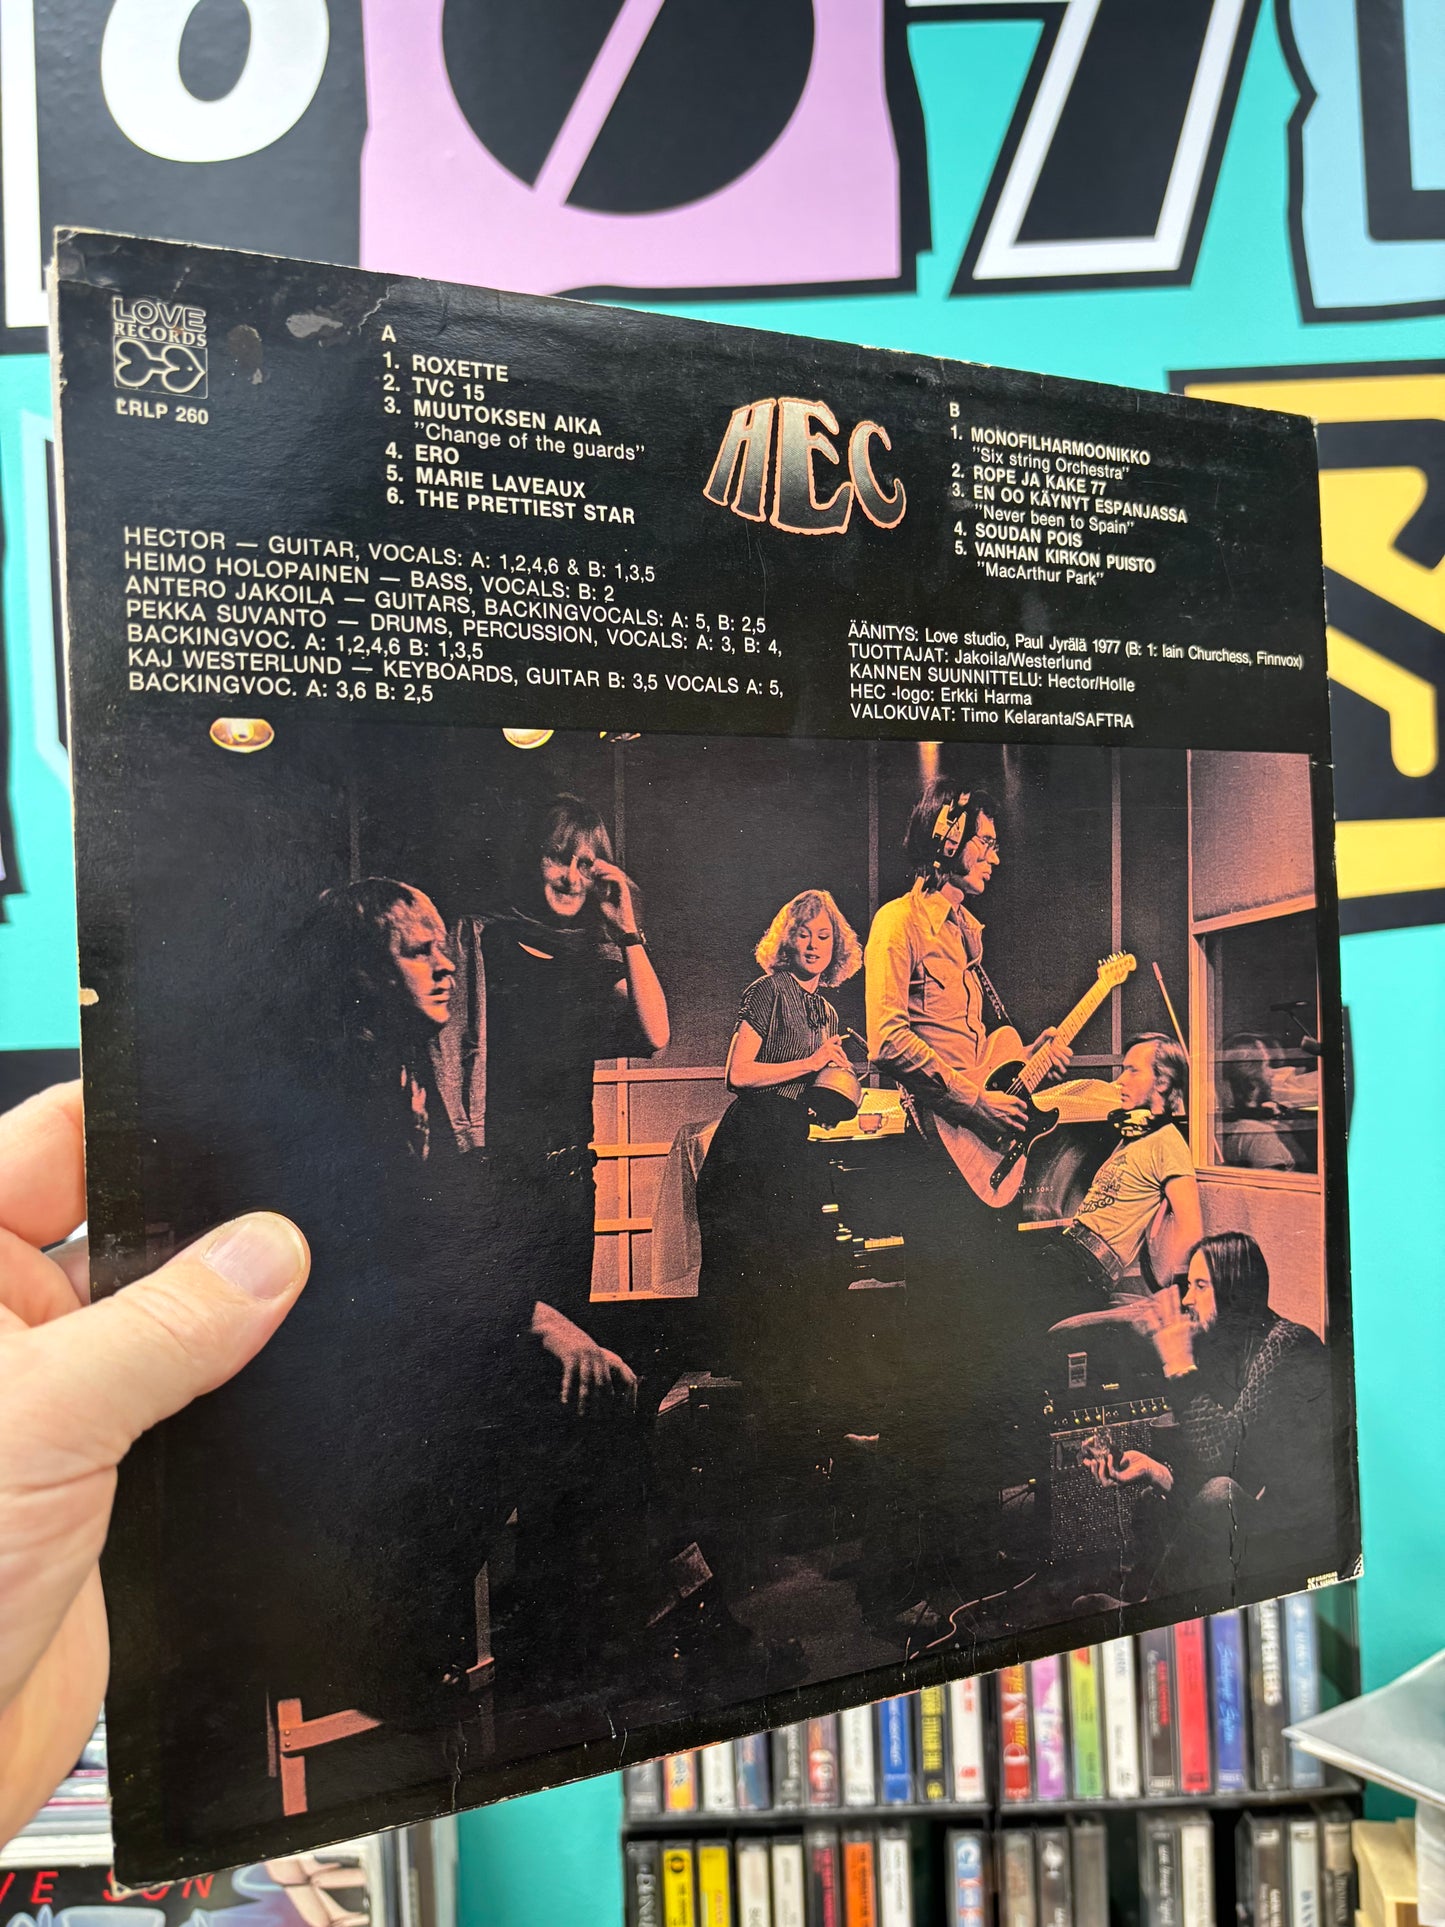 LOVE
RECORDS
LRLP 260
A
1. ROXETTE
2. TVC 15
3. MUUTOKSEN AIKA
"Change of the guards"
4. ERO
5. MARIE LAVEAUX
6. THE PRETTIEST STAR
HEC
B
1. MONOFILHARMOONIKKO
"Six string Orchestra"
2. ROPE JA KAKE 77
3. EN OO KÄYNYT ESPANJASSA
"Never been to Spain"
4. SOUDAN POIS
5. VANHAN KIRKON PUISTO
"MacArthur Park"
HECTOR — GUITAR, VOCALS: A: 1,2,4,6 & B: 1,3,5
HEIMO HOLOPAINEN — BASS, VOCALS: B: 2
ANTERO JAKOILA — GUITARS, BACKINGVOCALS: A: 5, B: 2,5
PEKKA SUVANTO — DRUMS, PERCUSSION, VOCALS: A: 3, B: 4,
BACKINGVOC. A: 1,2,4,6 B: 1,3,5
KAJ WESTERLUND — KEYBOARDS, GUITAR B: 3,5 VOCALS A: 5,
BACKINGVOC. A: 3,6 B: 2,5
ÄÄNITYS: Love studio, Paul Jyrälä 1977 (B: 1: Iain Churchess, Finnvox)
TUOTTAJAT: Jakoila/Westerlund
KANNEN SUUNNITTELU: Hector/Holle
HEC -logo: Erkki Harma
VALOKUVAT: Timo Kelaranta/SAFTRA